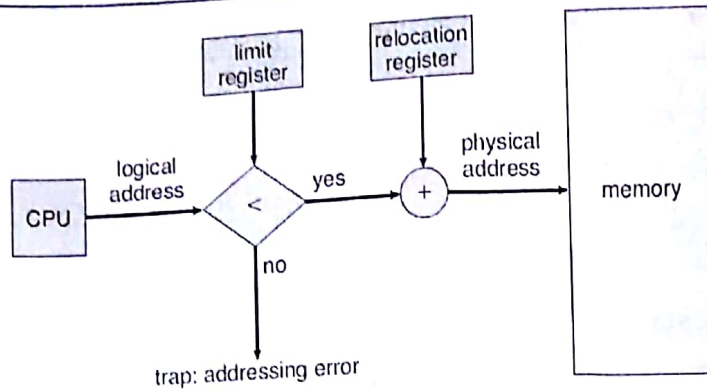 limit
register
relocation
register
logical
address
CPU
<
yes
+
physical
address
memory
no
trap: addressing error